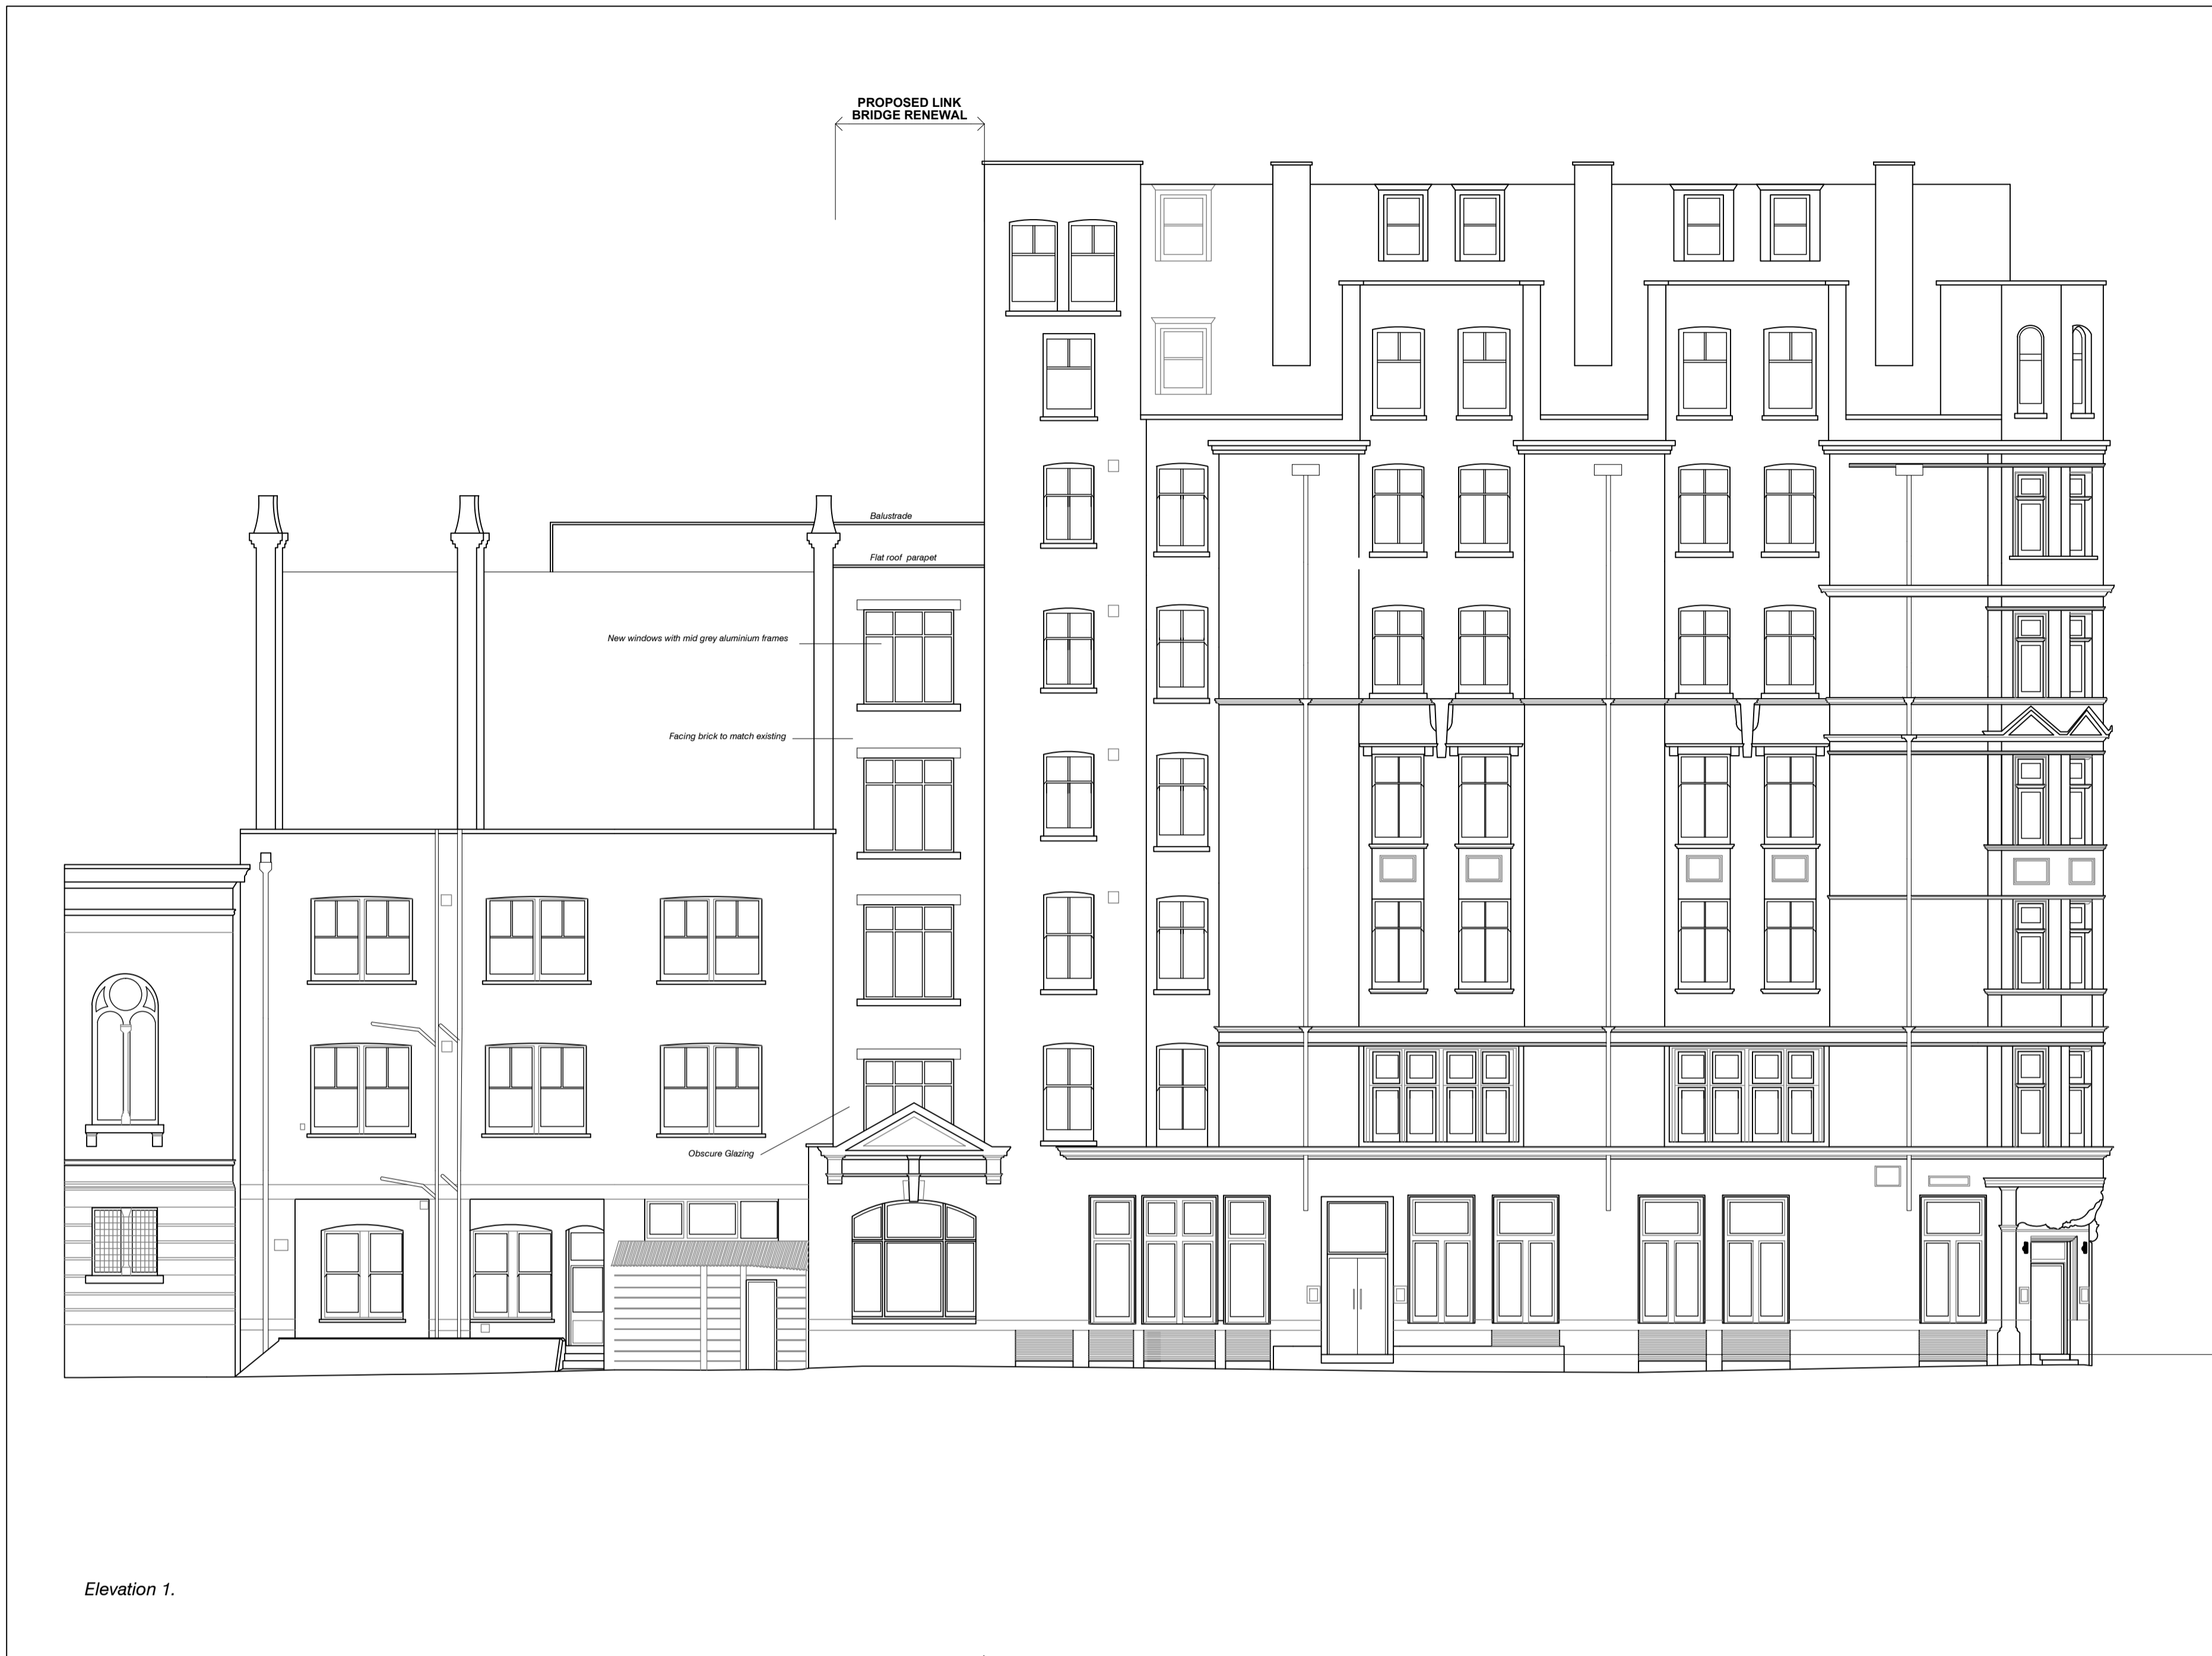 PROPOSED LINK
BRIDGE RENEWAL
Balustrade
Flat roof parapet
New windows with mid grey aluminium frames
Facing brick to match existing
Obscure Glazing
Elevation 1.